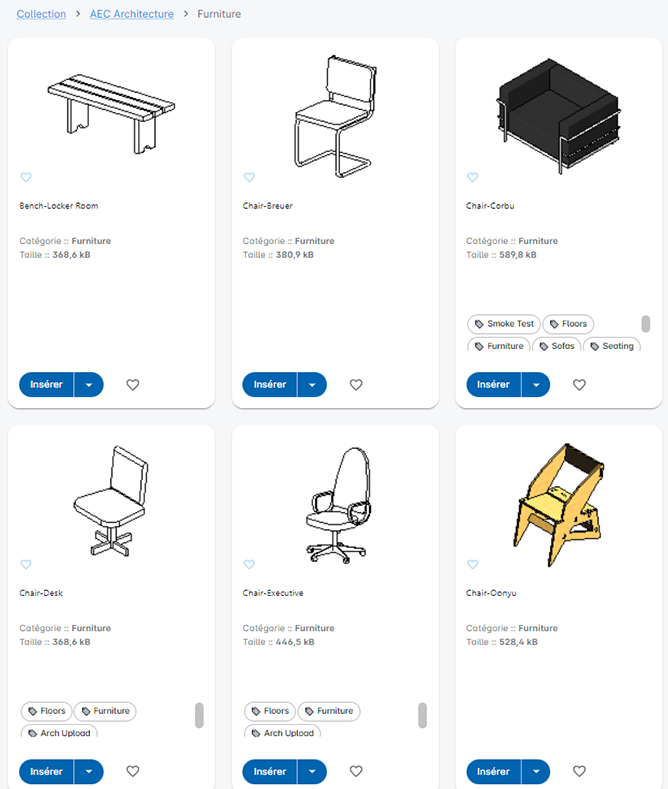 Collection > AEC Architecture > Furniture
Bench-Locker Room
Catégorie :: Furniture
Taille :: 368,6 kB
Insérer
Chair-Breuer
Catégorie :: Furniture
Taille :: 380,9 kB
Insérer
Chair-Corbu
Catégorie :: Furniture
Taille :: 589,8 kB
Smoke Test Floors
Furniture Sofas Seating
Insérer
Chair-Desk
Catégorie :: Furniture
Taille :: 368,6 kB
Floors Furniture
Arch Upload
Insérer
Chair-Executive
Catégorie :: Furniture
Taille :: 446,5 kB
Floors Furniture
Arch Upload
Insérer
Chair-Oonyu
Catégorie :: Furniture
Taille :: 528,4 kB
Insérer